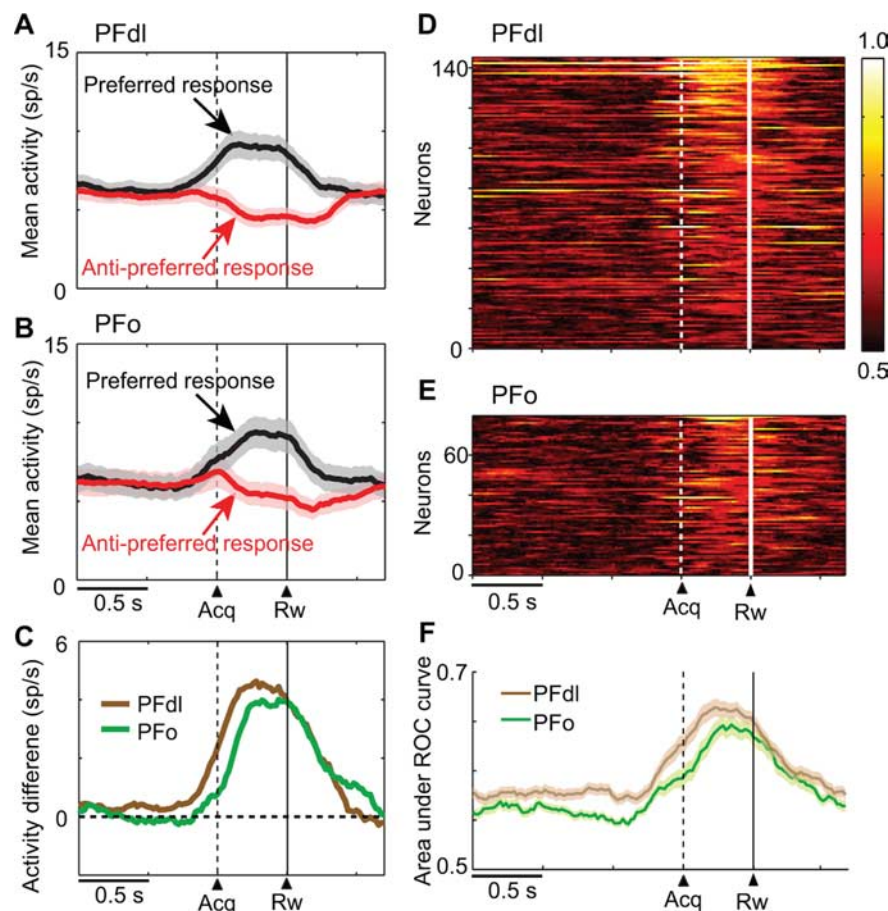 A
PFdl
15
Mean activity (sp/s)
Preferred response
Anti-preferred response
0
B
PFo
15
Mean activity (sp/s)
Preferred response
Anti-preferred response
0
0.5 s
Acq
Rw
C
6
Activity differene (sp/s)
PFdl
PFo
0
0.5 s
Acq
Rw
D
PFdl
140
Neurons
0
1.0
0.5
E
PFo
60
Neurons
0
0.5 s
Acq
Rw
F
0.7
Area under ROC curve
PFdl
PFo
0.5
0.5 s
Acq
Rw